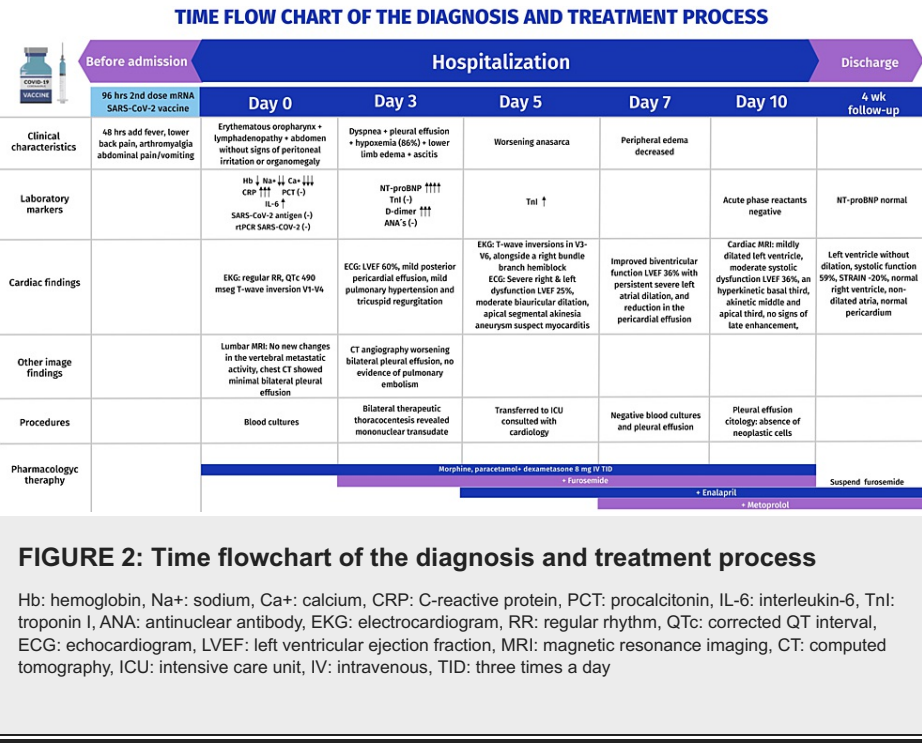 TIME FLOW CHART OF THE DIAGNOSIS AND TREATMENT PROCESS
COVID-19
VACCINE
Before admission
Hospitalization
Discharge
96 hrs 2nd dose mRNA
SARS-CoV-2 vaccine
Day 0
Day 3
Day 5
Day 7
Day 10
4 wk
follow-up
Clinical
characteristics
48 hrs add fever, lower
back pain, arthromyalgia
abdominal pain/vomiting
Erythematous oropharynx +
lymphadenopathy + abdomen
without signs of peritoneal
irritation or organomegaly
Dyspnea + pleural effusion
+ hypoxemia (86%) + lower
limb edema + ascitis
Worsening anasarca
Peripheral edema
decreased
Laboratory
markers
Hb ↓ Na+ ↓↓ Ca+ ↓↓↓
CRP ↑↑↑ PCT (-)
IL-6 ↑
SARS-CoV-2 antigen (-)
rtPCR SARS-COV-2 (-)
NT-proBNP ↑↑↑↑
TnI (-)
D-dimer ↑↑↑
ANA´s (-)
TnI ↑
Acute phase reactants
negative
NT-proBNP normal
Cardiac findings
EKG: regular RR, QTc 490
mseg T-wave inversion V1-V4
ECG: LVEF 60%, mild posterior
pericardial effusion, mild
pulmonary hypertention and
tricuspid regurgitation
EKG: T-wave inversions in V3-
V6, alongside a right bundle
branch hemiblock
ECG: Severe right & left
dysfunction LVEF 25%,
moderate biauricular dilation,
apical segmental akinesia
aneurysm suspect myocarditis
Improved biventricular
function LVEF 36% with
persistent severe left
atrial dilation, and
reduction in the
pericardial effusion
Cardiac MRI: mildly
dilated left ventricle,
moderate systolic
dysfunction LVEF 36%, an
hyperkinetic basal third,
akinetic middle and
apical third, no signs of
late enhancement,
Left ventricle without
dilation, systolic function
59%, STRAIN -20%, normal
right ventricle, non-
dilated atria, normal
pericardium
Other image
findings
Lumbar MRI: No new changes
in the vertebral metastatic
activity, chest CT showed
minimal bilateral pleural
effusion
CT angiography worsening
bilateral pleural effusion, no
evidence of pulmonary
embolism
Procedures
Blood cultures
Bilateral therapeutic
thoracocentesis revealed
mononuclear transudate
Transferred to ICU
consulted with
cardiology
Negative blood cultures
and pleural effusion
Pleural effusion
citology: absence of
neoplastic cells
Pharmacologyc
theraphy
Morphine, paracetamol+ dexametasone 8 mg IV TID
+ Furosemide
Suspend furosemide
+ Enalapril
+ Metoprolol
FIGURE 2: Time flowchart of the diagnosis and treatment process
Hb: hemoglobin, Na+: sodium, Ca+: calcium, CRP: C-reactive protein, PCT: procalcitonin, IL-6: interleukin-6, TnI:
troponin I, ANA: antinuclear antibody, EKG: electrocardiogram, RR: regular rhythm, QTc: corrected QT interval,
ECG: echocardiogram, LVEF: left ventricular ejection fraction, MRI: magnetic resonance imaging, CT: computed
tomography, ICU: intensive care unit, IV: intravenous, TID: three times a day